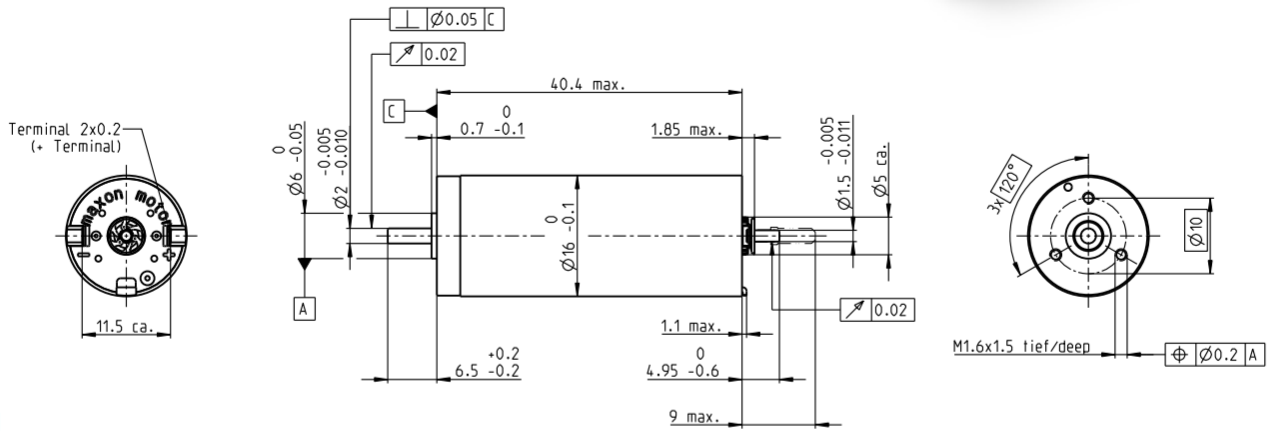 ⊥ Ø0.05 C
↗ 0.02
40.4 max.
C
0
0.7 -0.1
1.85 max.
Terminal 2x0.2
(+ Terminal)
0
Ø6 -0.05
-0.005
Ø2 -0.010
-0.005
Ø1.5 -0.011
Ø5 ca.
3x 120°
maxon motor
- +
0
Ø16 -0.1
Ø10
A
↗ 0.02
11.5 ca.
1.1 max.
M1.6x1.5 tief/deep
⌖ Ø0.2 A
+0.2
6.5 -0.2
0
4.95 -0.6
9 max.